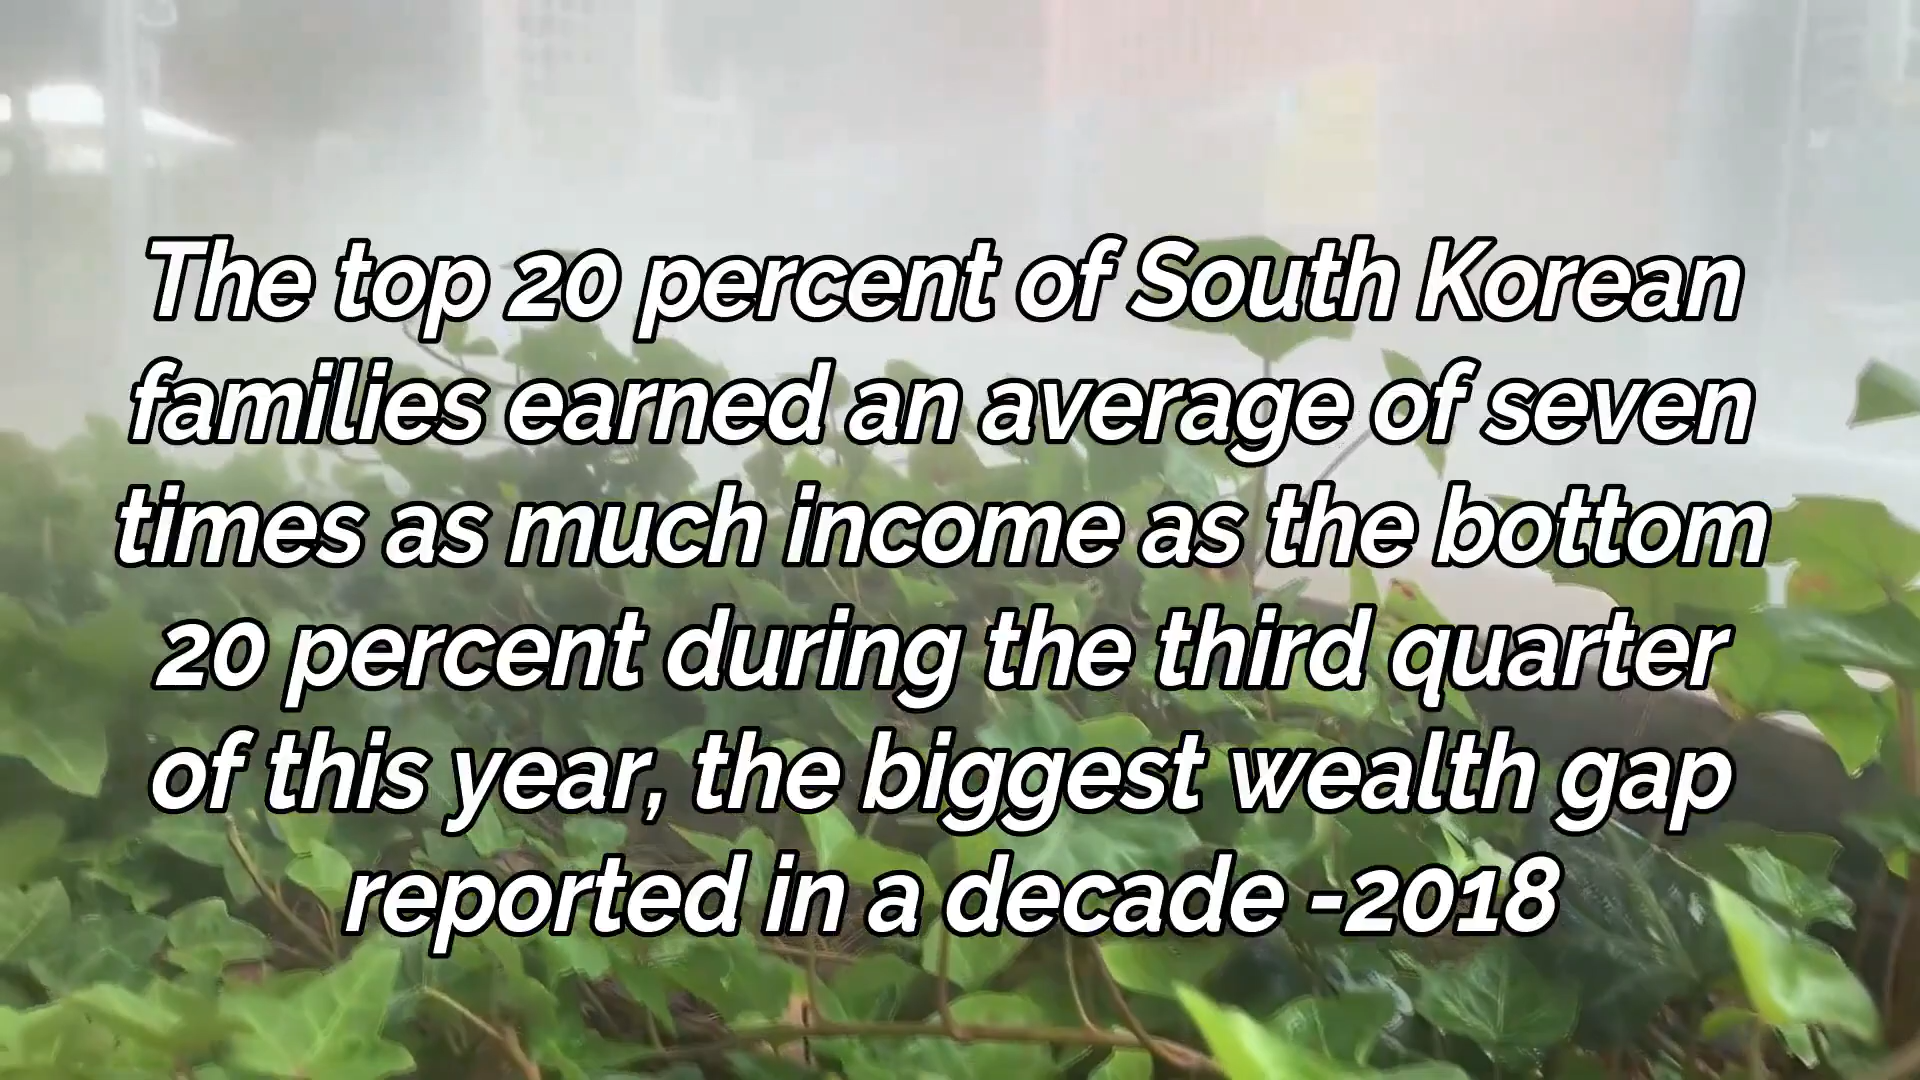 The top 20 percent of South Korean
families earned an average of seven
times as much income as the bottom
20 percent during the third quarter
of this year, the biggest wealth gap
reported in a decade -2018